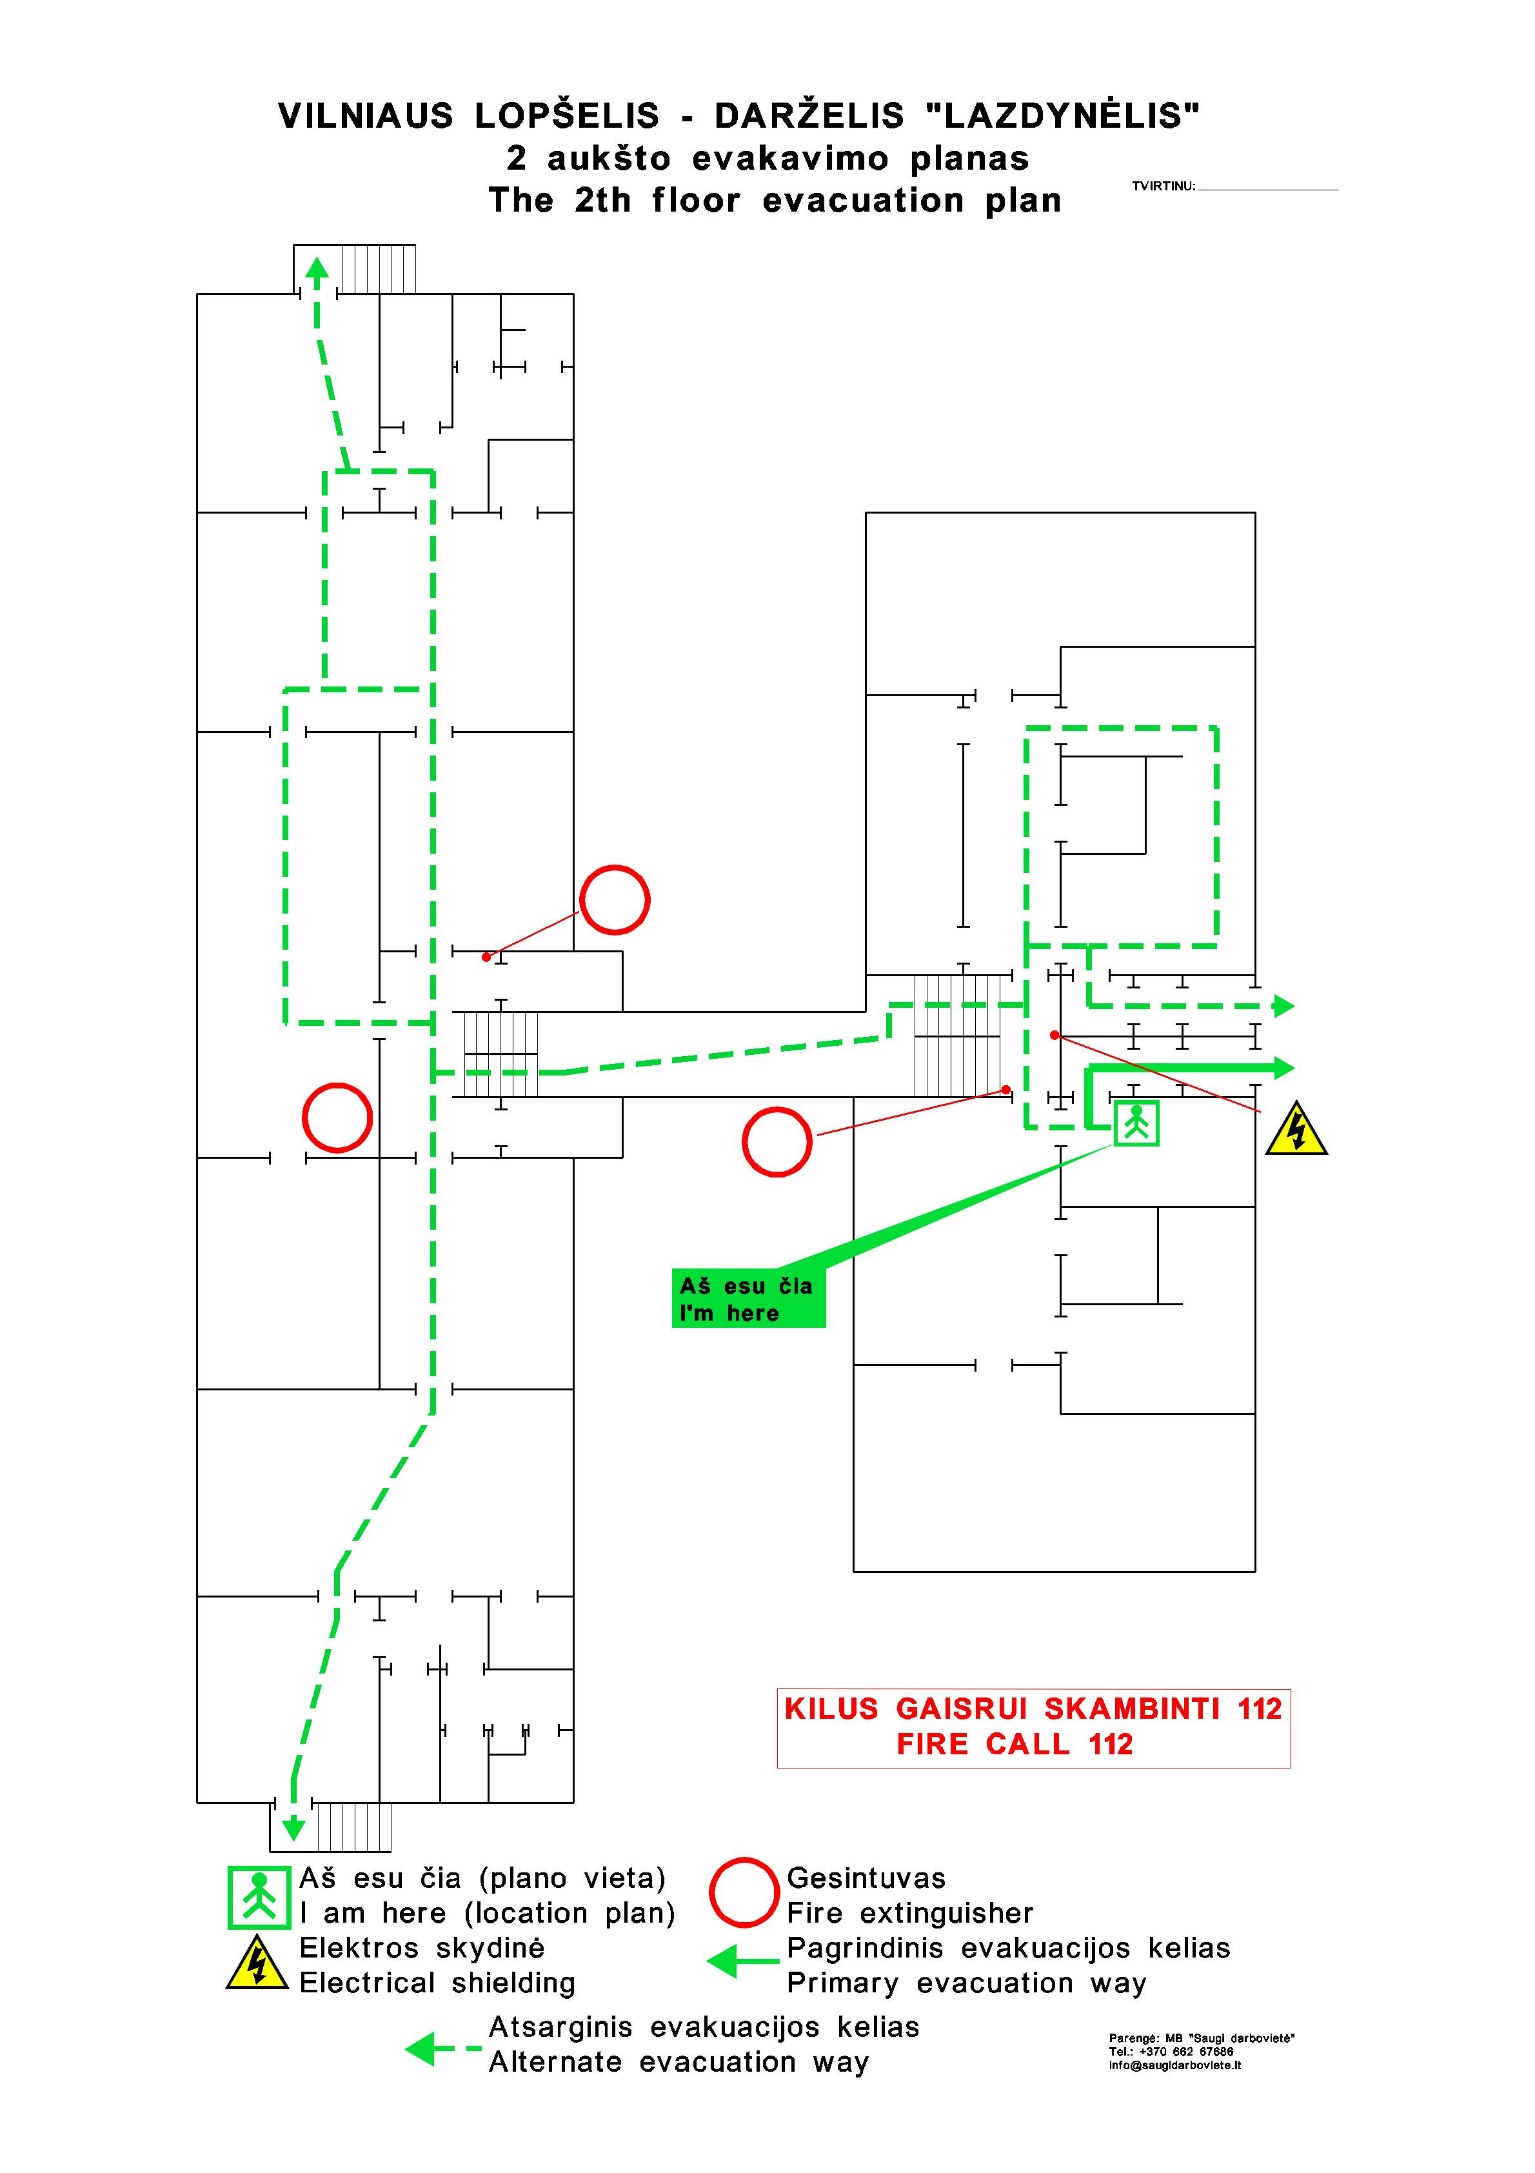 VILNIAUS LOPŠELIS - DARŽELIS "LAZDYNĖLIS"
2 aukšto evakavimo planas
The 2th floor evacuation plan
TVIRTINU:
Aš esu čia
I'm here
KILUS GAISRUI SKAMBINTI 112
FIRE CALL 112
Aš esu čia (plano vieta)
I am here (location plan)
Elektros skydinė
Electrical shielding
Gesintuvas
Fire extinguisher
Pagrindinis evakuacijos kelias
Primary evacuation way
Atsarginis evakuacijos kelias
Alternate evacuation way
Parengė: MB "Saugi darbovietė"
Tel.: +370 662 67686
info@saugidarboviete.lt